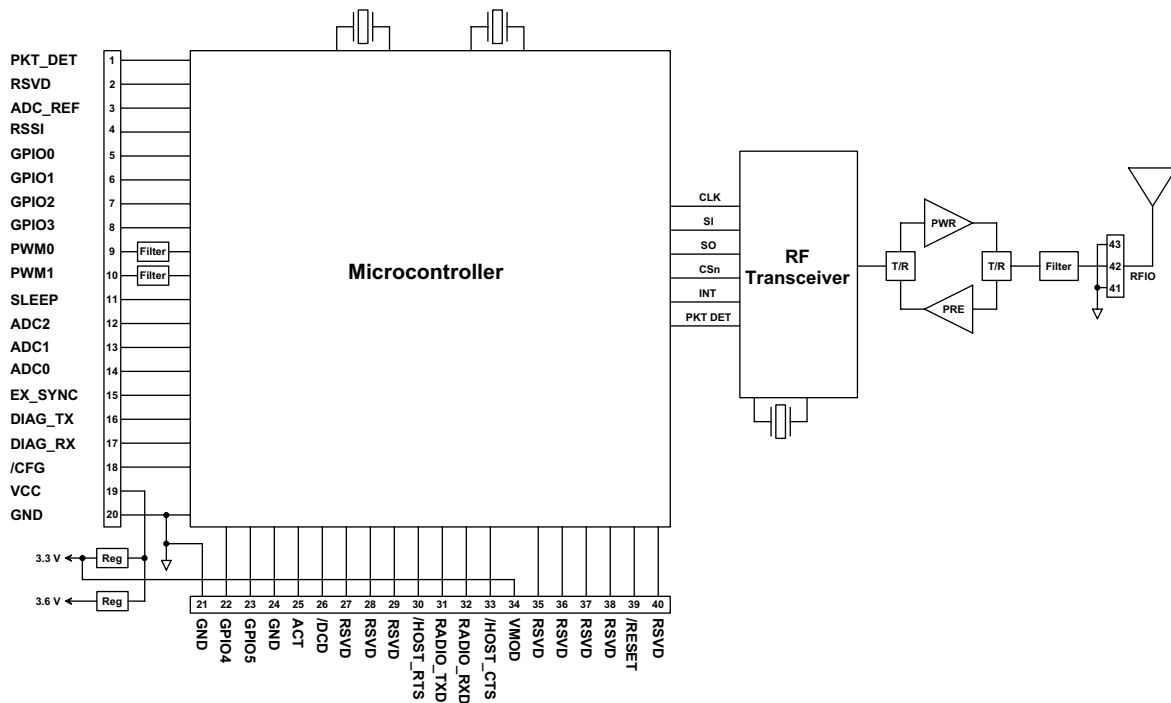 PKT_DET 1
RSVD 2
ADC_REF 3
RSSI 4
GPIO0 5
GPIO1 6
GPIO2 7
GPIO3 8
PWM0 9 Filter
PWM1 10 Filter
SLEEP 11
ADC2 12
ADC1 13
ADC0 14
EX_SYNC 15
DIAG_TX 16
DIAG_RX 17
/CFG 18
VCC 19
GND 20
Microcontroller
CLK
SI
SO
CSn
INT
PKT DET
RF
Transceiver
T/R
PWR
PRE
T/R
Filter
43
42
41
RFIO
3.3 V Reg
3.6 V Reg
21 22 23 24 25 26 27 28 29 30 31 32 33 34 35 36 37 38 39 40
GND
GPIO4
GPIO5
GND
ACT
/DCD
RSVD
RSVD
RSVD
/HOST_RTS
RADIO_TXD
RADIO_RXD
/HOST_CTS
VMOD
RSVD
RSVD
RSVD
RSVD
/RESET
RSVD